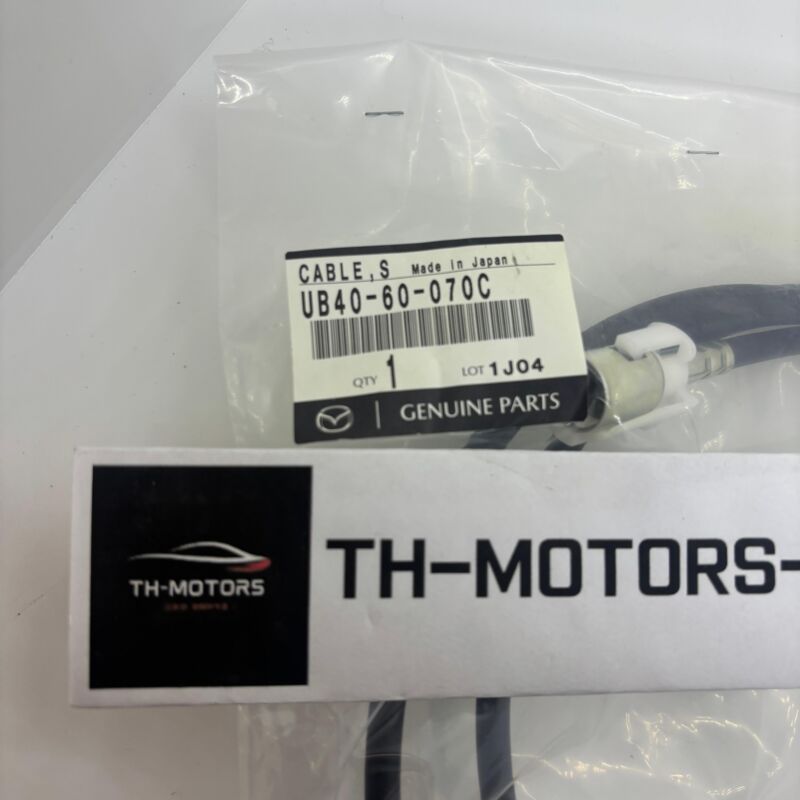 CABLE,S Made in Japan
UB40-60-070C
QTY 1 LOT 1J04
GENUINE PARTS
TH-MOTORS-
TH-MOTORS